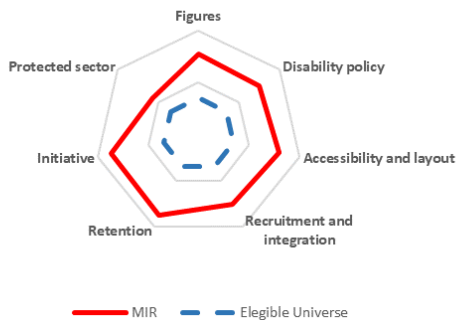 Figures
Protected sector
Disability policy
Initiative
Accessibility and layout
Retention
Recruitment and
integration
MIR
Elegible Universe